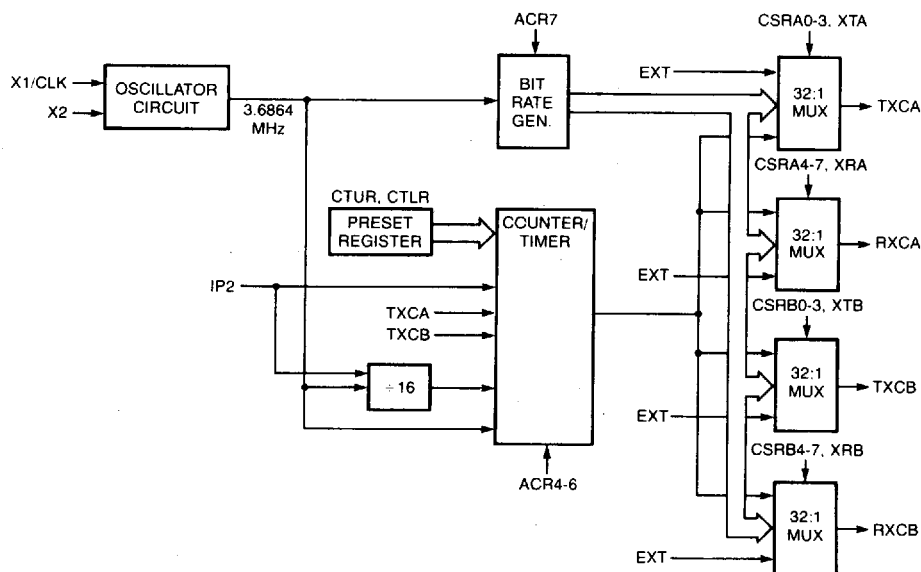 ACR7
CSRA0-3, XTA
X1/CLK
X2
OSCILLATOR
CIRCUIT
3.6864
MHz
BIT
RATE
GEN.
EXT
32:1
MUX
TXCA
CSRA4-7, XRA
CTUR, CTLR
PRESET
REGISTER
COUNTER/
TIMER
32:1
MUX
RXCA
EXT
IP2
TXCA
TXCB
CSRB0-3, XTB
÷16
32:1
MUX
TXCB
EXT
CSRB4-7, XRB
ACR4-6
32:1
MUX
RXCB
EXT